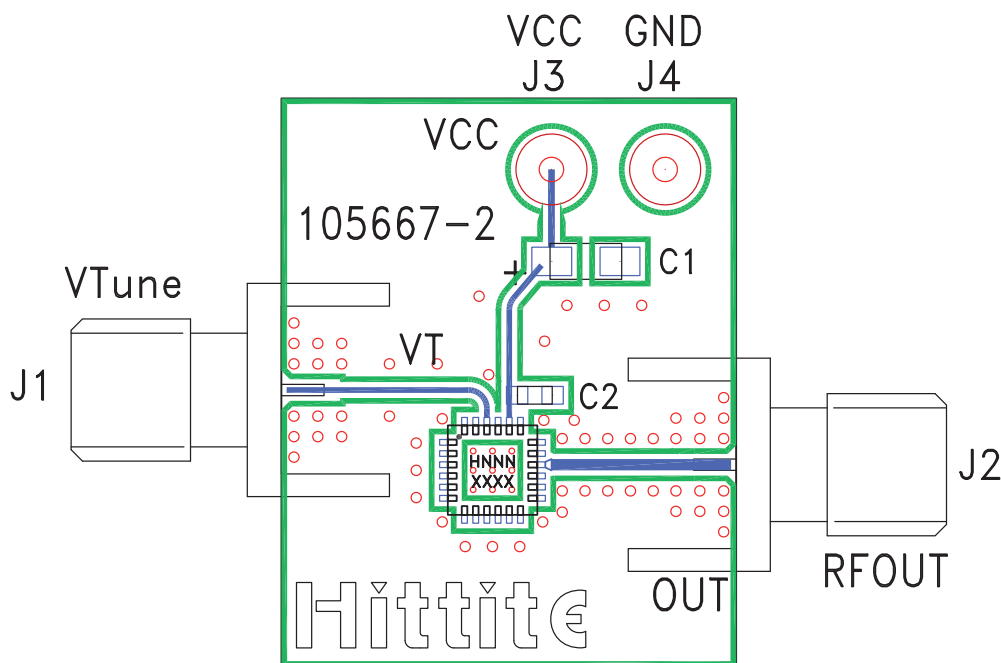 VCC GND
J3 J4
VCC
105667-2
+
C1
VTune
VT
J1
C2
HNNN
XXXX
J2
RFOUT
OUT
Hittite